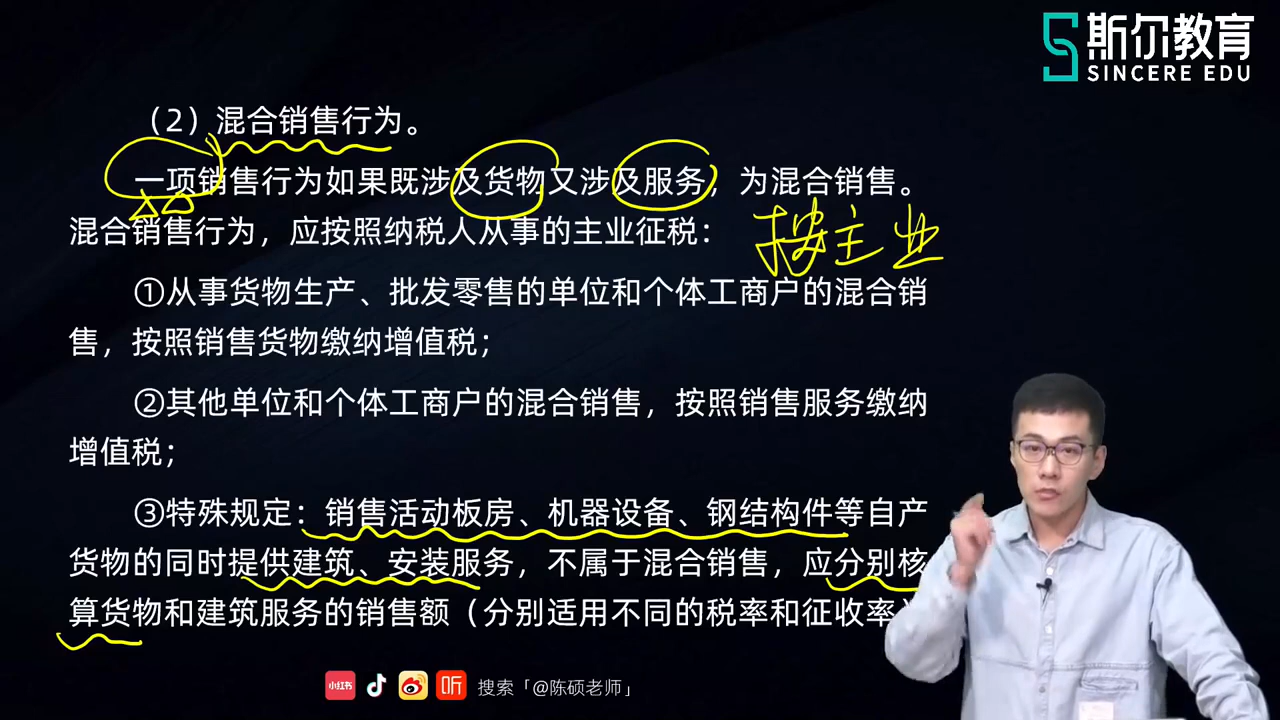 斯尔教育
SINCERE EDU
（2）混合销售行为。
一项销售行为如果既涉及货物又涉及服务，为混合销售。
混合销售行为，应按照纳税人从事的主业征税：
按主业
①从事货物生产、批发零售的单位和个体工商户的混合销
售，按照销售货物缴纳增值税；
②其他单位和个体工商户的混合销售，按照销售服务缴纳
增值税；
③特殊规定：销售活动板房、机器设备、钢结构件等自产
货物的同时提供建筑、安装服务，不属于混合销售，应分别核
算货物和建筑服务的销售额（分别适用不同的税率和征收率）
小红书
听
搜索「@陈硕老师」